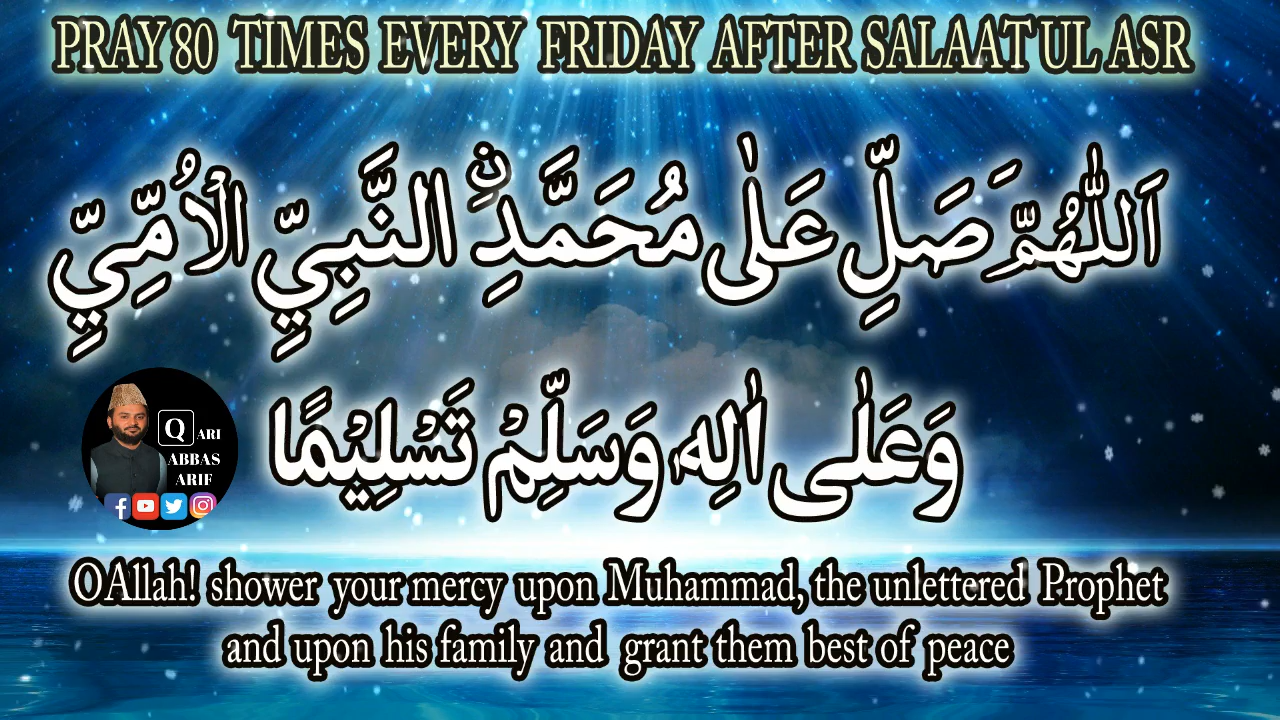 PRAY 80 TIMES EVERY FRIDAY AFTER SALAAT UL ASR
اَللّٰهُمَّ صَلِّ عَلٰى مُحَمَّدِ نِ النَّبِيِّ الْاُمِّيِّ
وَعَلٰى اٰلِهٖ وَسَلِّمْ تَسْلِيْمًا
QARI
ABBAS
ARIF
O Allah! shower your mercy upon Muhammad, the unlettered Prophet
and upon his family and grant them best of peace